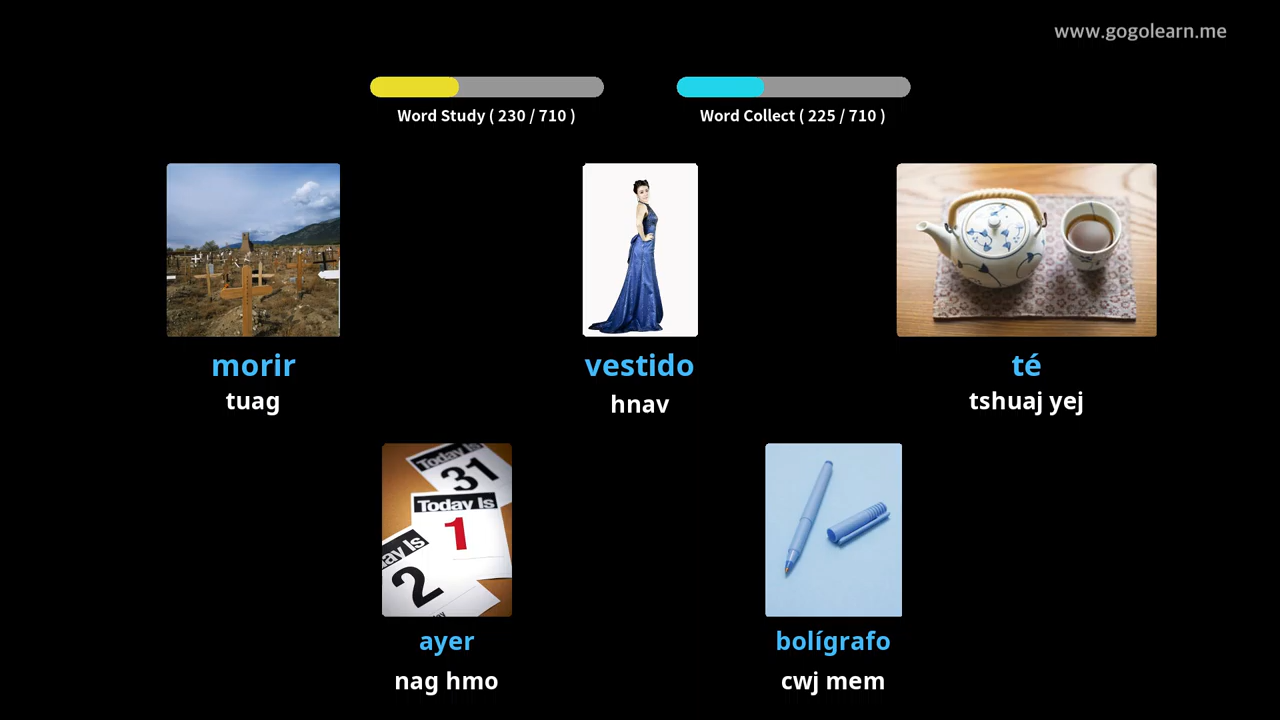 www.gogolearn.me
Word Study ( 230 / 710 )
Word Collect ( 225 / 710 )
morir
tuag
vestido
hnav
té
tshuaj yej
Today Is
31
Today Is
1
day Is
2
ayer
nag hmo
bolígrafo
cwj mem